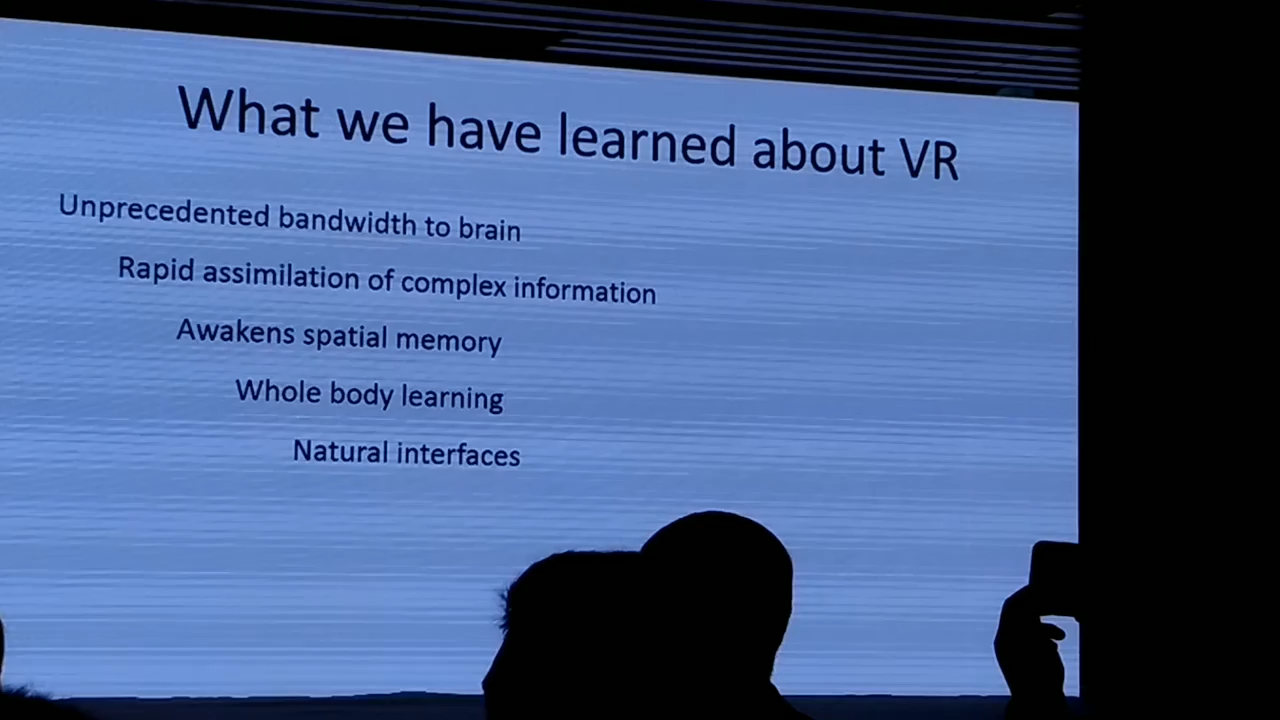 What we have learned about VR
Unprecedented bandwidth to brain
Rapid assimilation of complex information
Awakens spatial memory
Whole body learning
Natural interfaces